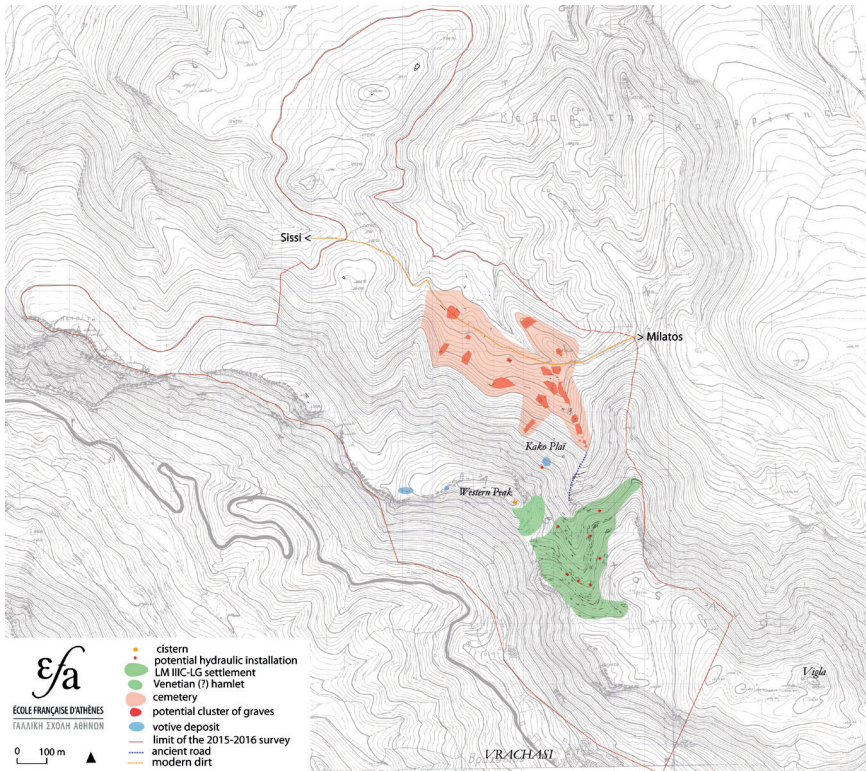 Sissi <
> Milatos
Kako Plaï
Western Peak
Vigla
VRACHASI
efa
ÉCOLE FRANÇAISE D'ATHÈNES
ΓΑΛΛΙΚΗ ΣΧΟΛΗ ΑΘΗΝΩΝ
0 100 m
cistern
potential hydraulic installation
LM IIIC-LG settlement
Venetian (?) hamlet
cemetery
potential cluster of graves
votive deposit
limit of the 2015-2016 survey
ancient road
modern dirt